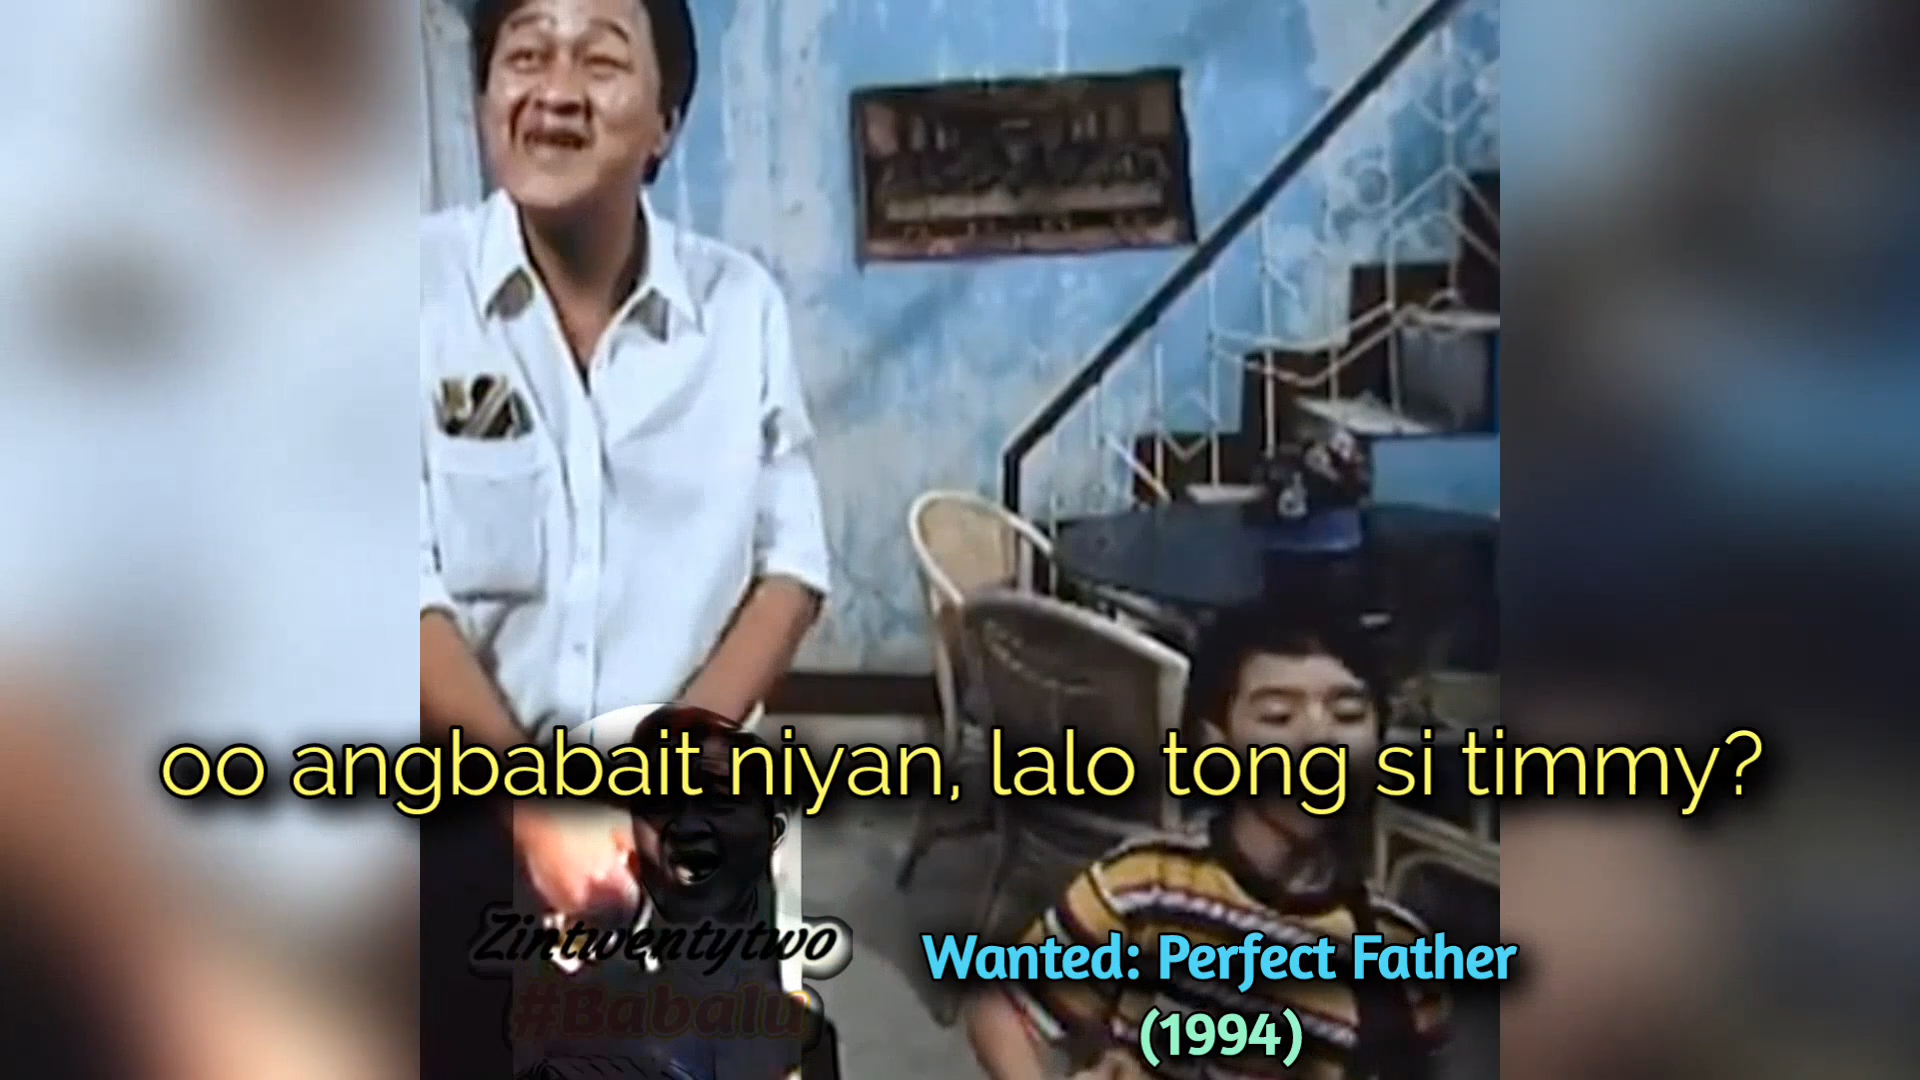 oo angbabait niyan, lalo tong si timmy?
Zintwentytwo
#Babalu
Wanted: Perfect Father
(1994)